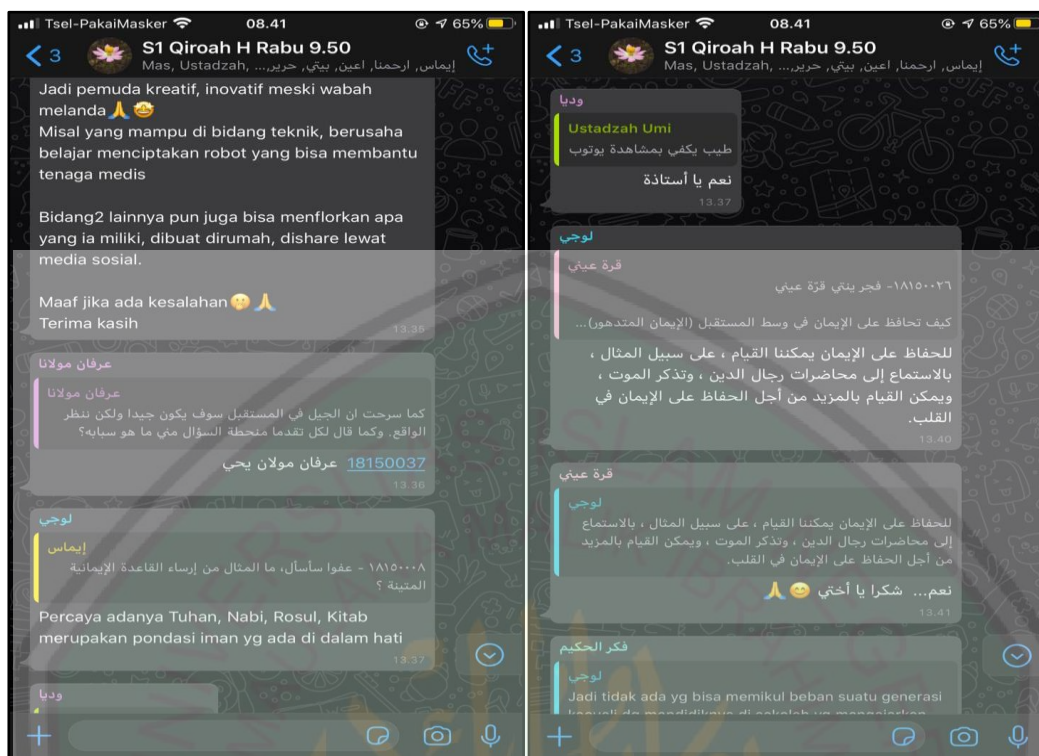 Tsel-PakaiMasker 08.41 65%
3
S1 Qiroah H Rabu 9.50
Mas, Ustadzah, إيماس, ارحمنا, اعين, بيتي, حرير,...
Jadi pemuda kreatif, inovatif meski wabah
melanda🙏🤩
Misal yang mampu di bidang teknik, berusaha
belajar menciptakan robot yang bisa membantu
tenaga medis
Bidang2 lainnya pun juga bisa menflorkan apa
yang ia miliki, dibuat dirumah, dishare lewat
media sosial.
Maaf jika ada kesalahan🤭🙏
Terima kasih
13.35
عرفان مولانا
عرفان مولانا
كما سرحت ان الجيل في المستقبل سوف يكون جيدا ولكن ننظر
الواقع. وكما قال لكل تقدما منحطة السؤال مني ما هو سبابه؟
18150037 عرفان مولان يحي
13.36
لوجي
إيماس
١٨١٥٠٠٠٨ - عفوا سأسأل، ما المثال من إرساء القاعدة الإيمانية
المتينة ؟
Percaya adanya Tuhan, Nabi, Rosul, Kitab
merupakan pondasi iman yg ada di dalam hati
13.37
وديا
Tsel-PakaiMasker 08.41 65%
3
S1 Qiroah H Rabu 9.50
Mas, Ustadzah, إيماس, ارحمنا, اعين, بيتي, حرير,...
وديا
Ustadzah Umi
طيب يكفي بمشاهدة يوتوب
نعم يا أستاذة
13.37
لوجي
قرة عيني
١٨١٥٠٠٢٦- فجر ينتي قرّة عيني
كيف تحافظ على الإيمان في وسط المستقبل (الإيمان المتدهور)...
للحفاظ على الإيمان يمكننا القيام ، على سبيل المثال ،
بالاستماع إلى محاضرات رجال الدين ، وتذكر الموت ،
ويمكن القيام بالمزيد من أجل الحفاظ على الإيمان في
القلب.
13.40
قرة عيني
لوجي
للحفاظ على الإيمان يمكننا القيام ، على سبيل المثال ، بالاستماع
إلى محاضرات رجال الدين ، وتذكر الموت ، ويمكن القيام بالمزيد
من أجل الحفاظ على الإيمان في القلب.
نعم... شكرا يا أختي 😊🙏
13.41
فكر الحكيم
لوجي
Jadi tidak ada yg bisa memikul beban suatu generasi